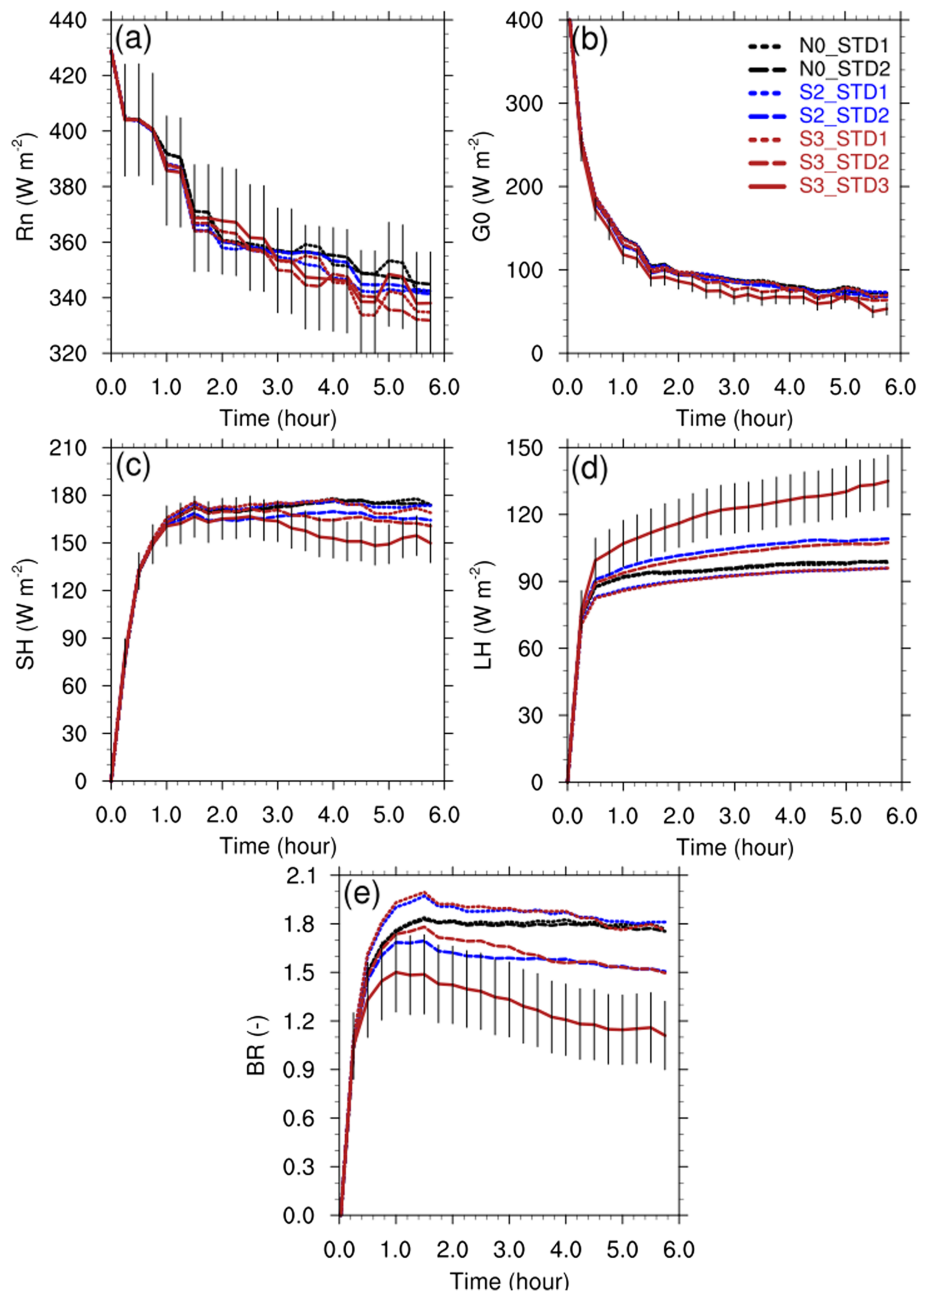 (a)
440
420
400
380
360
340
320
Rn (W m-2)
0.0 1.0 2.0 3.0 4.0 5.0 6.0
Time (hour)
(b)
400
300
200
100
0
G0 (W m-2)
N0_STD1
N0_STD2
S2_STD1
S2_STD2
S3_STD1
S3_STD2
S3_STD3
0.0 1.0 2.0 3.0 4.0 5.0 6.0
Time (hour)
(c)
210
180
150
120
90
60
30
0
SH (W m-2)
0.0 1.0 2.0 3.0 4.0 5.0 6.0
Time (hour)
(d)
150
120
90
60
30
0
LH (W m-2)
0.0 1.0 2.0 3.0 4.0 5.0 6.0
Time (hour)
(e)
2.1
1.8
1.5
1.2
0.9
0.6
0.3
0.0
BR (-)
0.0 1.0 2.0 3.0 4.0 5.0 6.0
Time (hour)